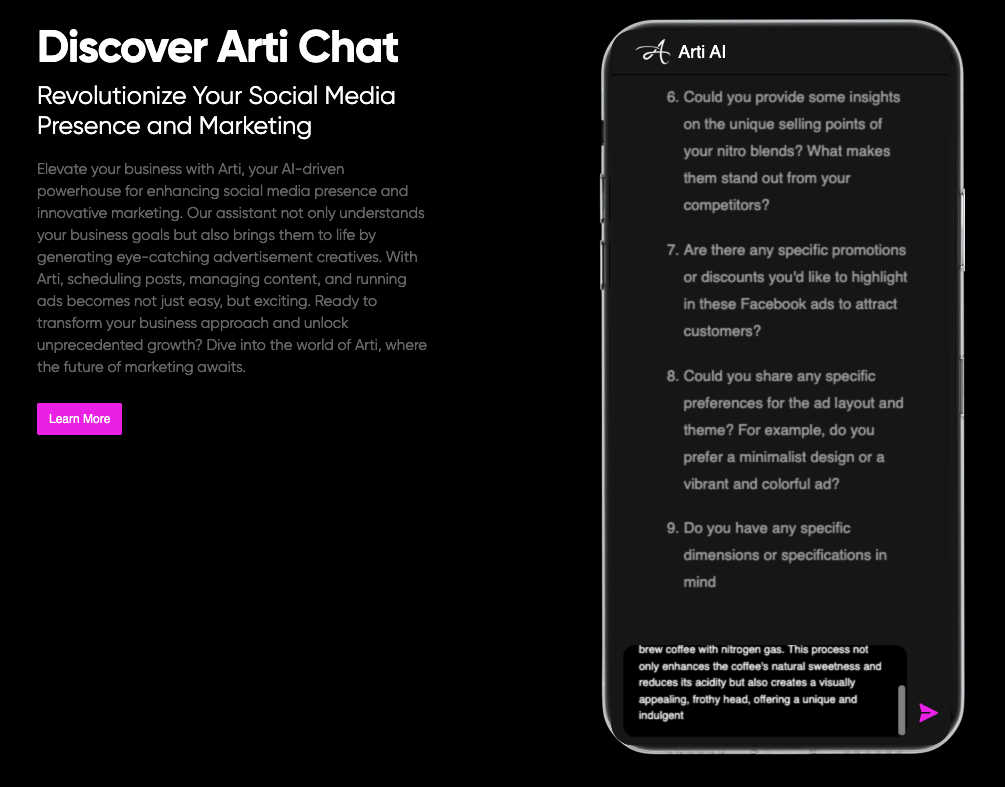 Discover Arti Chat
Revolutionize Your Social Media
Presence and Marketing
Elevate your business with Arti, your AI-driven
powerhouse for enhancing social media presence and
innovative marketing. Our assistant not only understands
your business goals but also brings them to life by
generating eye-catching advertisement creatives. With
Arti, scheduling posts, managing content, and running
ads becomes not just easy, but exciting. Ready to
transform your business approach and unlock
unprecedented growth? Dive into the world of Arti, where
the future of marketing awaits.
Learn More
Arti AI
6. Could you provide some insights
on the unique selling points of
your nitro blends? What makes
them stand out from your
competitors?
7. Are there any specific promotions
or discounts you'd like to highlight
in these Facebook ads to attract
customers?
8. Could you share any specific
preferences for the ad layout and
theme? For example, do you
prefer a minimalist design or a
vibrant and colorful ad?
9. Do you have any specific
dimensions or specifications in
mind
brew coffee with nitrogen gas. This process not
only enhances the coffee's natural sweetness and
reduces its acidity but also creates a visually
appealing, frothy head, offering a unique and
indulgent